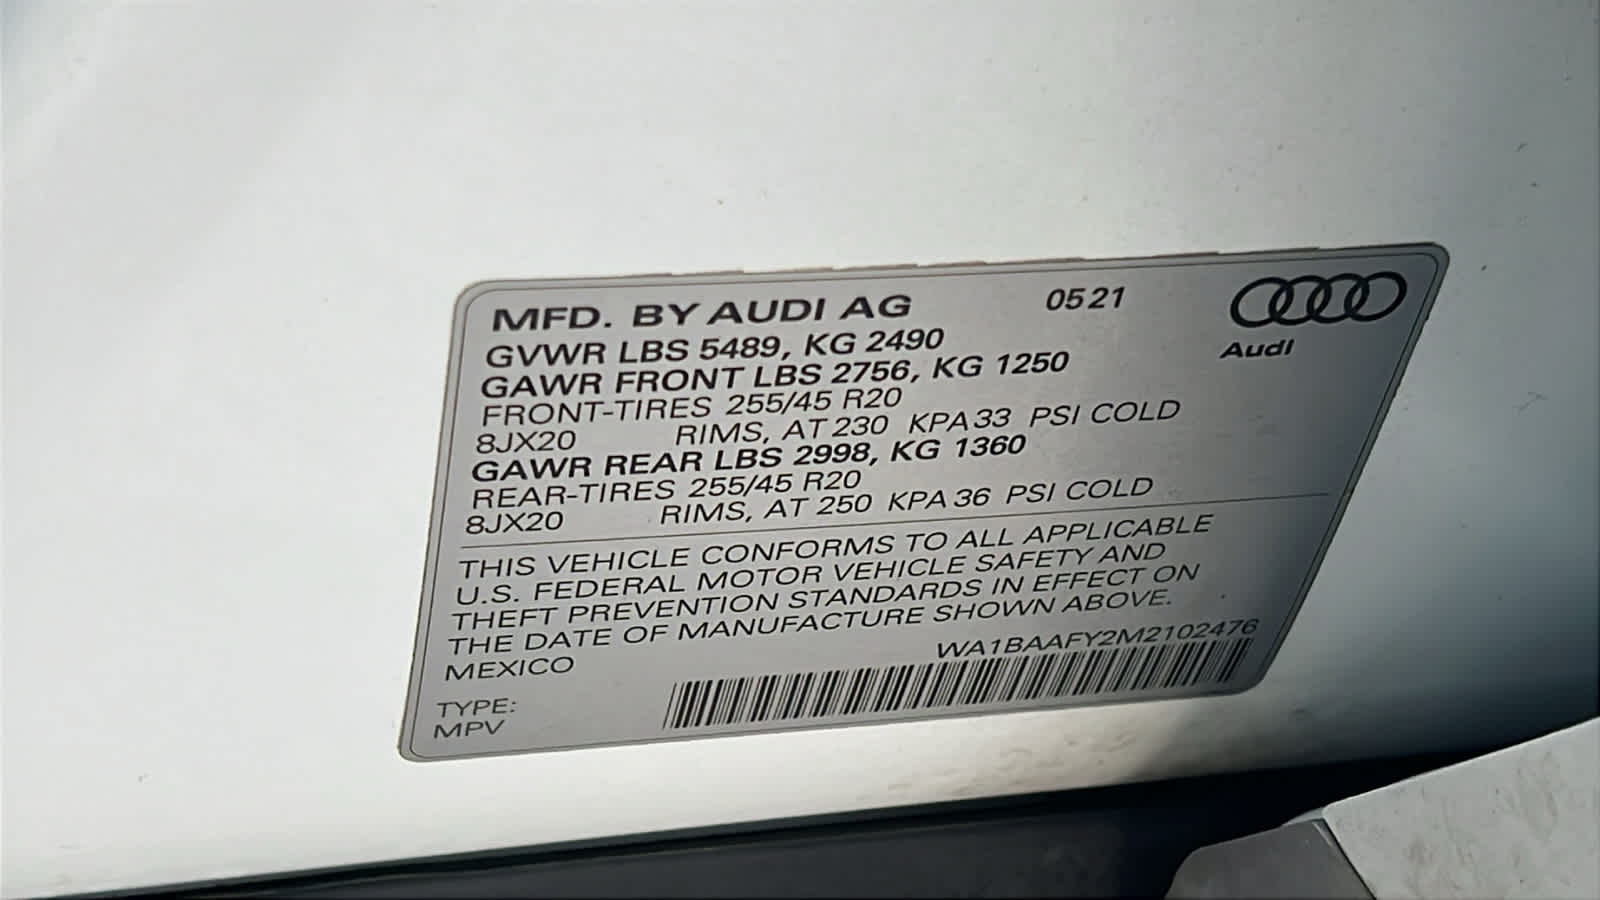 MFD. BY AUDI AG 05 21
Audi
GVWR LBS 5489, KG 2490
GAWR FRONT LBS 2756, KG 1250
FRONT-TIRES 255/45 R20
8JX20 RIMS, AT 230 KPA 33 PSI COLD
GAWR REAR LBS 2998, KG 1360
REAR-TIRES 255/45 R20
8JX20 RIMS, AT 250 KPA 36 PSI COLD
THIS VEHICLE CONFORMS TO ALL APPLICABLE
U.S. FEDERAL MOTOR VEHICLE SAFETY AND
THEFT PREVENTION STANDARDS IN EFFECT ON
THE DATE OF MANUFACTURE SHOWN ABOVE.
MEXICO
WA1BAAFY2M2102476
TYPE:
MPV